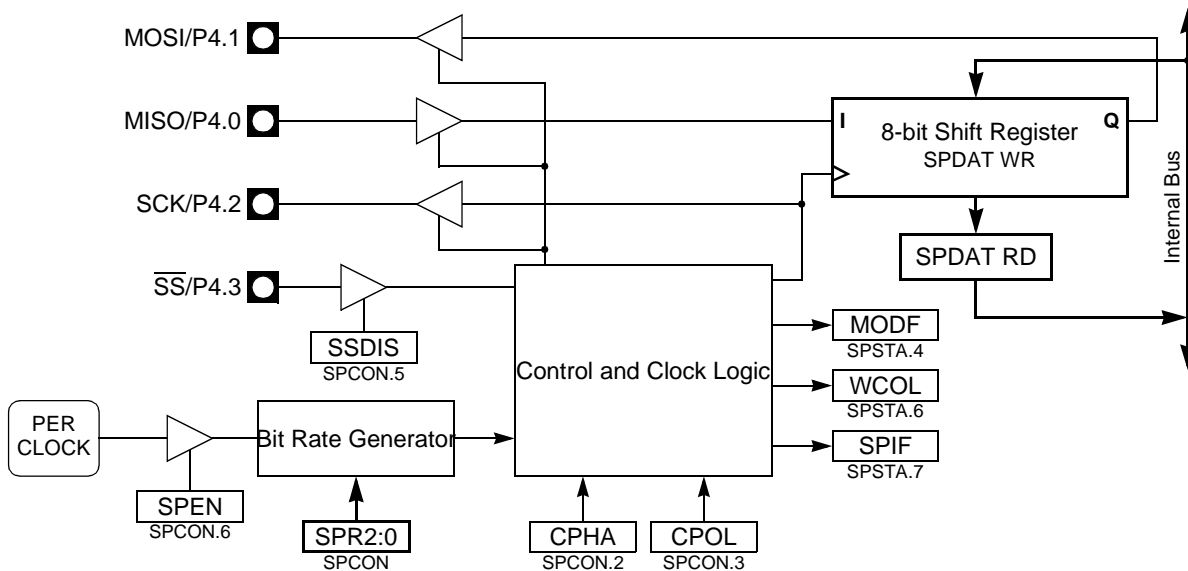 MOSI/P4.1
MISO/P4.0
I
8-bit Shift Register
Q
SPDAT WR
SCK/P4.2
Internal Bus
SPDAT RD
SS/P4.3
SSDIS
SPCON.5
Control and Clock Logic
MODF
SPSTA.4
WCOL
SPSTA.6
SPIF
SPSTA.7
PER
CLOCK
Bit Rate Generator
SPEN
SPCON.6
SPR2:0
SPCON
CPHA
SPCON.2
CPOL
SPCON.3